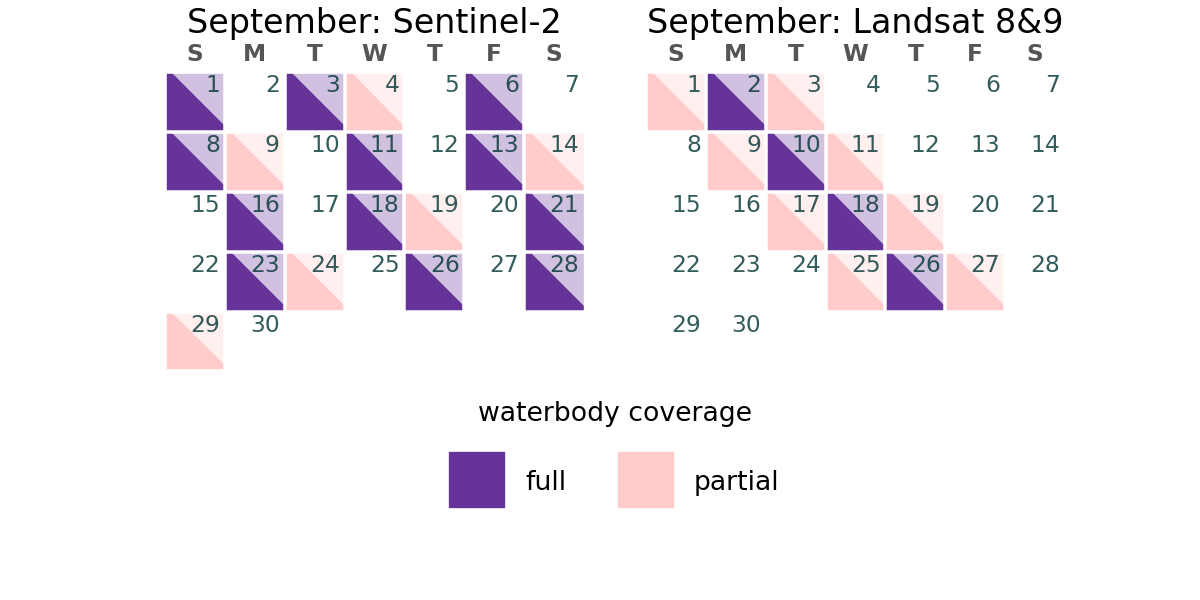 September: Sentinel-2
S M T W T F S
1 2 3 4 5 6 7
8 9 10 11 12 13 14
15 16 17 18 19 20 21
22 23 24 25 26 27 28
29 30
September: Landsat 8&9
S M T W T F S
1 2 3 4 5 6 7
8 9 10 11 12 13 14
15 16 17 18 19 20 21
22 23 24 25 26 27 28
29 30
waterbody coverage
full partial